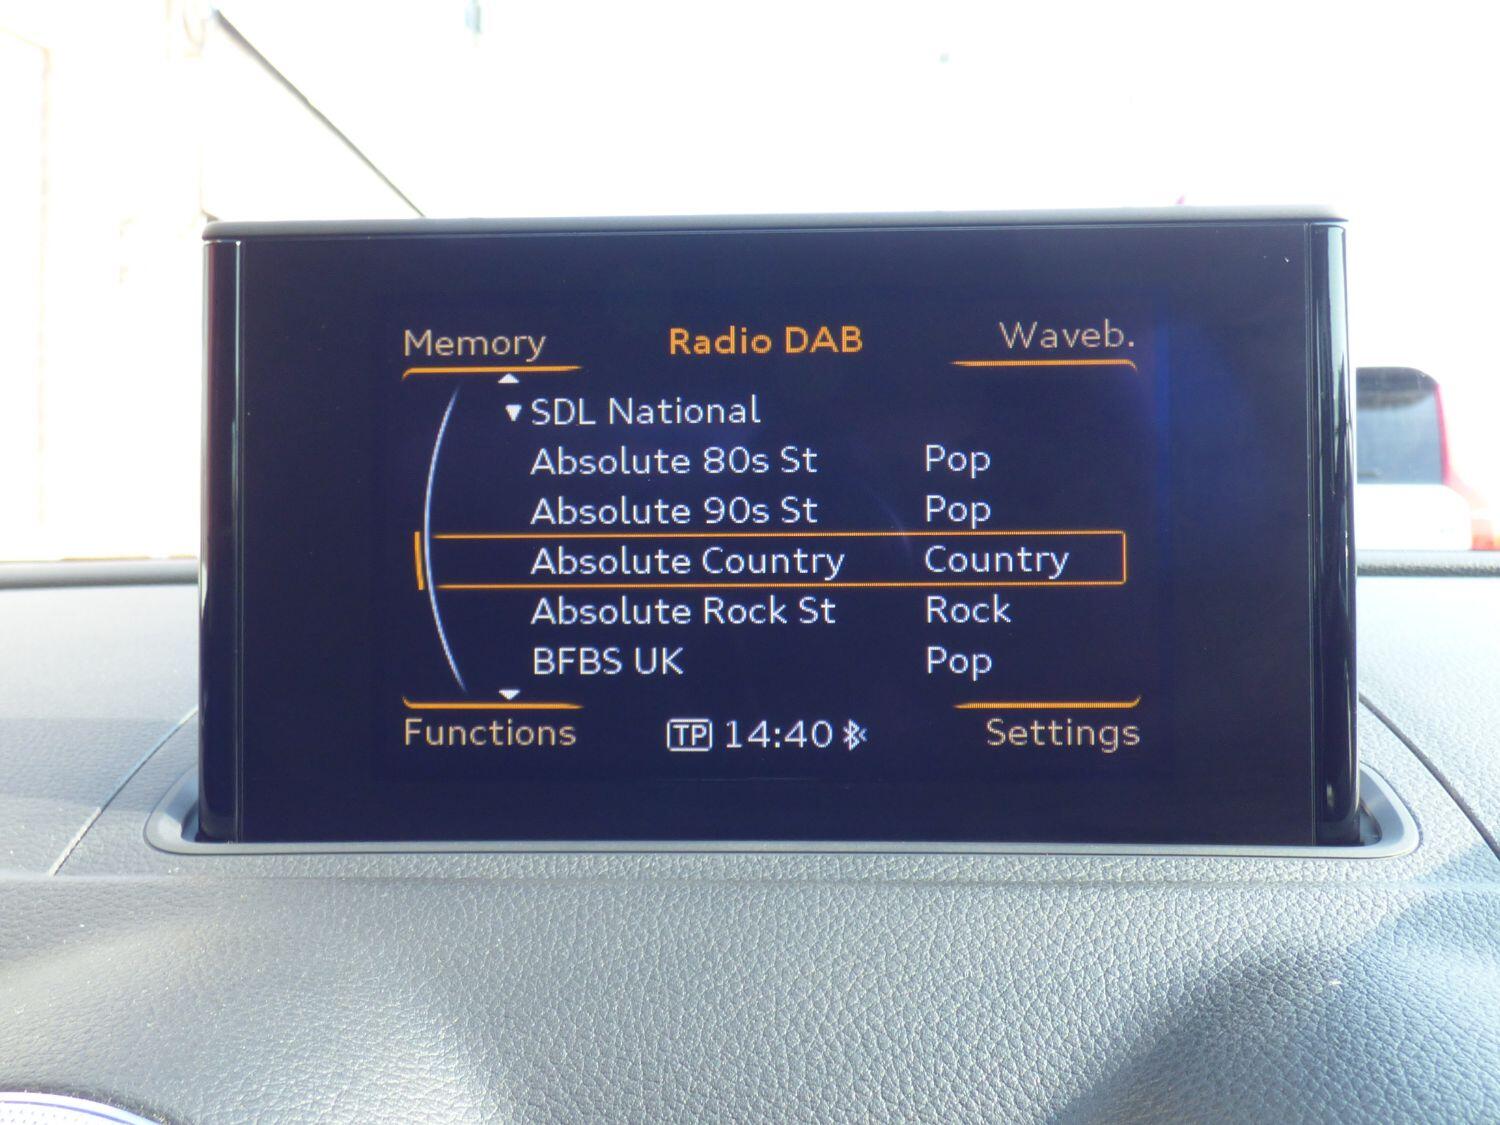 Memory Radio DAB Waveb.
SDL National
Absolute 80s St Pop
Absolute 90s St Pop
Absolute Country Country
Absolute Rock St Rock
BFBS UK Pop
Functions TP 14:40 Settings